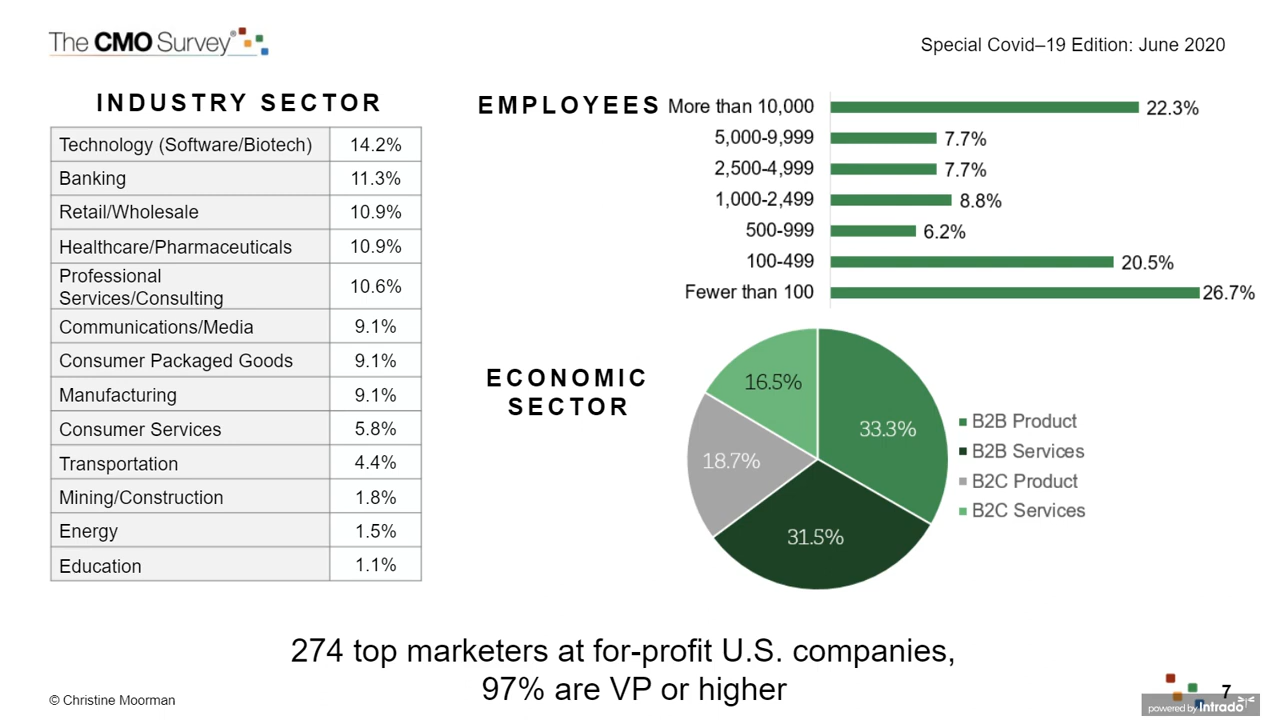 The CMO Survey®
Special Covid–19 Edition: June 2020
INDUSTRY SECTOR
Technology (Software/Biotech) 14.2%
Banking 11.3%
Retail/Wholesale 10.9%
Healthcare/Pharmaceuticals 10.9%
Professional
Services/Consulting 10.6%
Communications/Media 9.1%
Consumer Packaged Goods 9.1%
Manufacturing 9.1%
Consumer Services 5.8%
Transportation 4.4%
Mining/Construction 1.8%
Energy 1.5%
Education 1.1%
EMPLOYEES
More than 10,000 22.3%
5,000-9,999 7.7%
2,500-4,999 7.7%
1,000-2,499 8.8%
500-999 6.2%
100-499 20.5%
Fewer than 100 26.7%
ECONOMIC
SECTOR
16.5%
33.3%
18.7%
31.5%
B2B Product
B2B Services
B2C Product
B2C Services
274 top marketers at for-profit U.S. companies,
97% are VP or higher
© Christine Moorman
7
powered by intrado